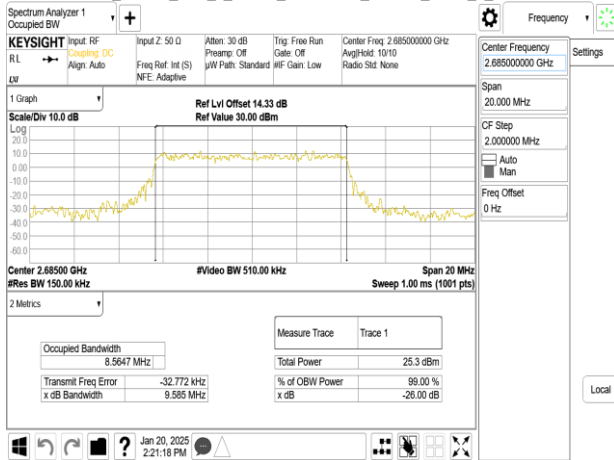 Spectrum Analyzer 1
Occupied BW
Frequency
KEYSIGHT
RL
LXI
Input: RF
Coupling: DC
Align: Auto
Input Z: 50 Ω
Freq Ref: Int (S)
NFE: Adaptive
Atten: 30 dB
Preamp: Off
µW Path: Standard
Trig: Free Run
Gate: Off
#IF Gain: Low
Center Freq: 2.685000000 GHz
Avg|Hold: 10/10
Radio Std: None
Center Frequency
2.685000000 GHz
Settings
Span
20.000 MHz
CF Step
2.000000 MHz
Auto
Man
Freq Offset
0 Hz
Local
1 Graph
Scale/Div 10.0 dB
Ref Lvl Offset 14.33 dB
Ref Value 30.00 dBm
Log
20.0
10.0
0.00
-10.0
-20.0
-30.0
-40.0
-50.0
-60.0
Center 2.68500 GHz
#Video BW 510.00 kHz
Span 20 MHz
#Res BW 150.00 kHz
Sweep 1.00 ms (1001 pts)
2 Metrics
Occupied Bandwidth
8.5647 MHz
Transmit Freq Error -32.772 kHz
x dB Bandwidth 9.585 MHz
Measure Trace Trace 1
Total Power 25.3 dBm
% of OBW Power 99.00 %
x dB -26.00 dB
?
Jan 20, 2025
2:21:18 PM